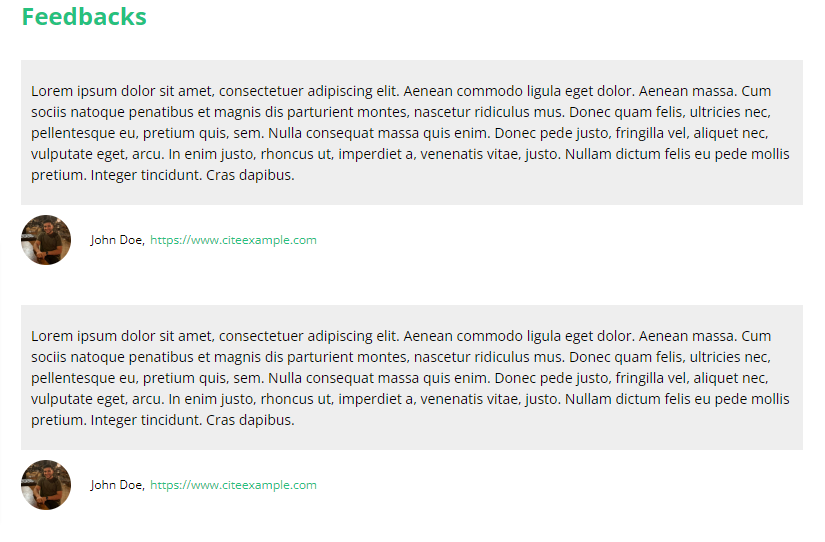 Feedbacks
Lorem ipsum dolor sit amet, consectetuer adipiscing elit. Aenean commodo ligula eget dolor. Aenean massa. Cum
sociis natoque penatibus et magnis dis parturient montes, nascetur ridiculus mus. Donec quam felis, ultricies nec,
pellentesque eu, pretium quis, sem. Nulla consequat massa quis enim. Donec pede justo, fringilla vel, aliquet nec,
vulputate eget, arcu. In enim justo, rhoncus ut, imperdiet a, venenatis vitae, justo. Nullam dictum felis eu pede mollis
pretium. Integer tincidunt. Cras dapibus.
John Doe, https://www.citeexample.com
Lorem ipsum dolor sit amet, consectetuer adipiscing elit. Aenean commodo ligula eget dolor. Aenean massa. Cum
sociis natoque penatibus et magnis dis parturient montes, nascetur ridiculus mus. Donec quam felis, ultricies nec,
pellentesque eu, pretium quis, sem. Nulla consequat massa quis enim. Donec pede justo, fringilla vel, aliquet nec,
vulputate eget, arcu. In enim justo, rhoncus ut, imperdiet a, venenatis vitae, justo. Nullam dictum felis eu pede mollis
pretium. Integer tincidunt. Cras dapibus.
John Doe, https://www.citeexample.com